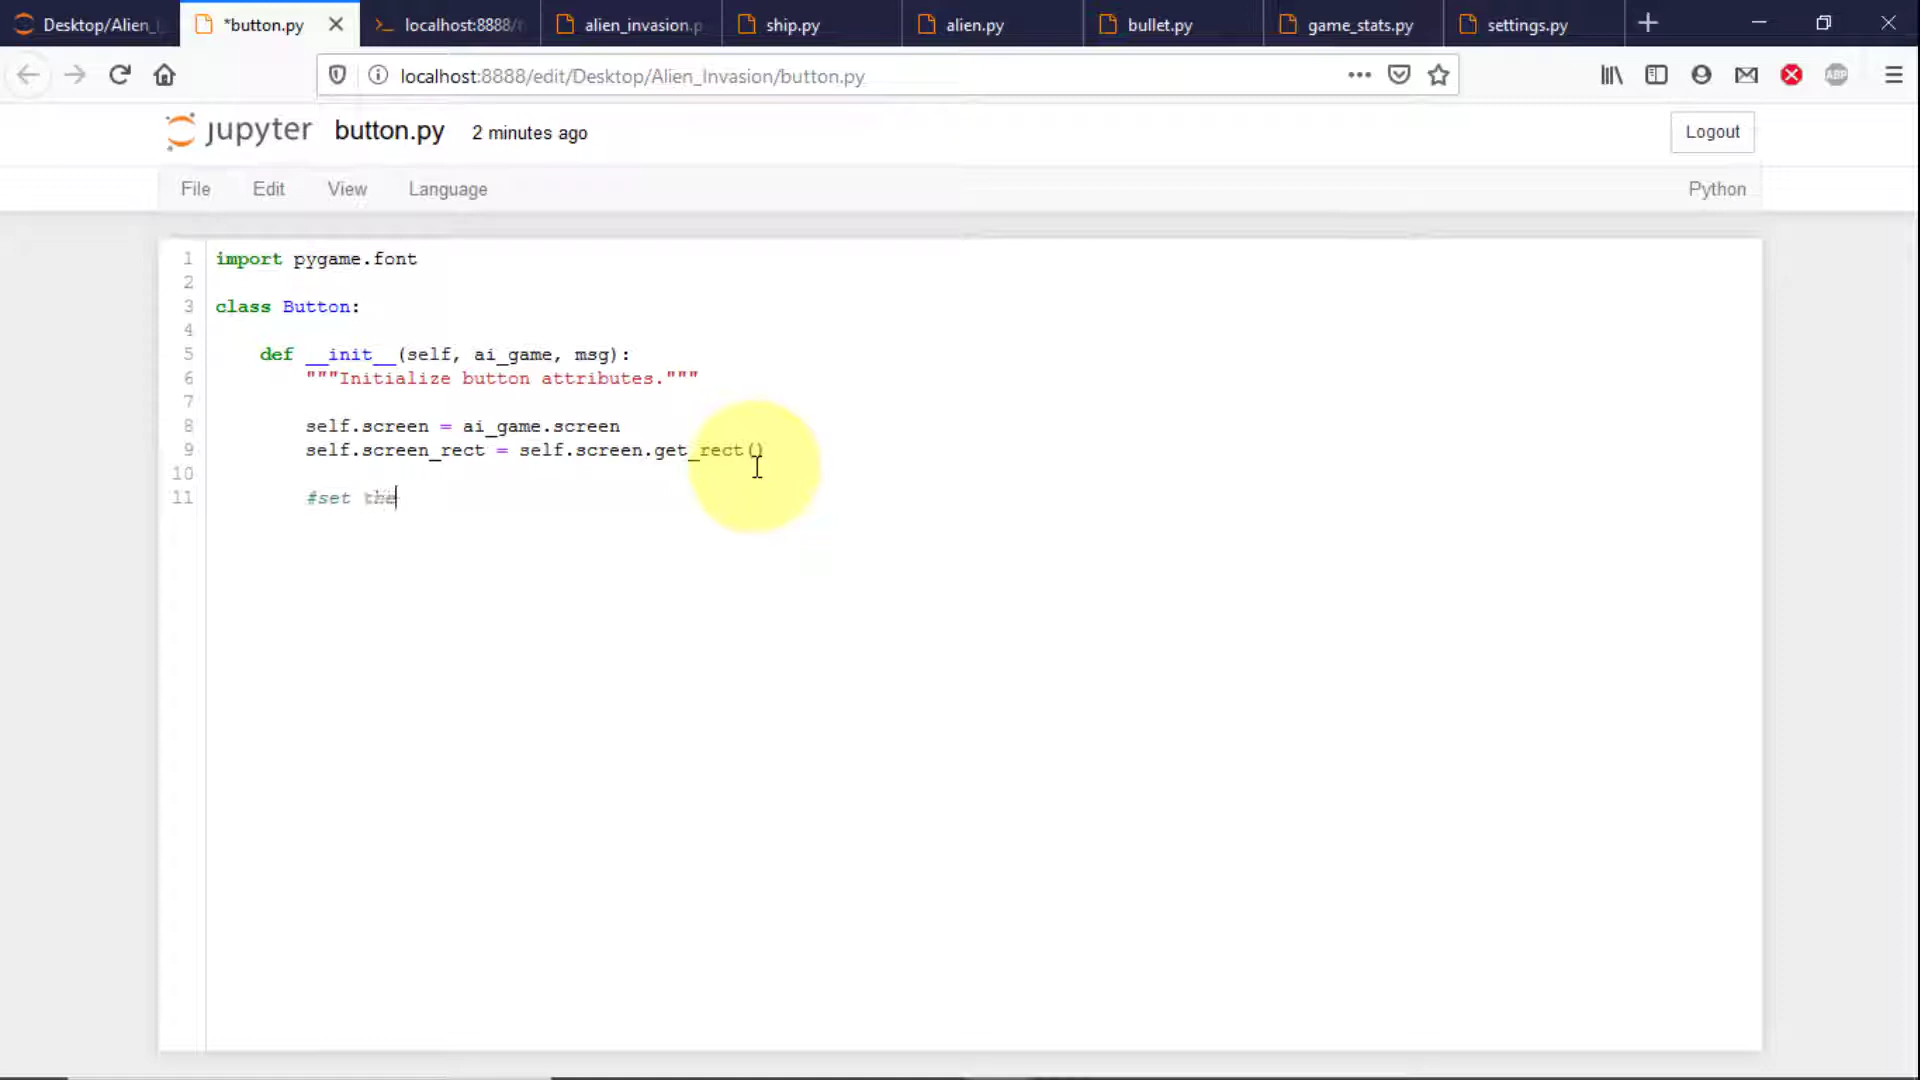 Desktop/Alien_I
*button.py
localhost:8888/
alien_invasion.p
ship.py
alien.py
bullet.py
game_stats.py
settings.py
localhost:8888/edit/Desktop/Alien_Invasion/button.py
ABP
jupyter button.py 2 minutes ago
Logout
File Edit View Language Python
1 import pygame.font
2
3 class Button:
4
5 def __init__(self, ai_game, msg):
6 """Initialize button attributes."""
7
8 self.screen = ai_game.screen
9 self.screen_rect = self.screen.get_rect()
10
11 #set the